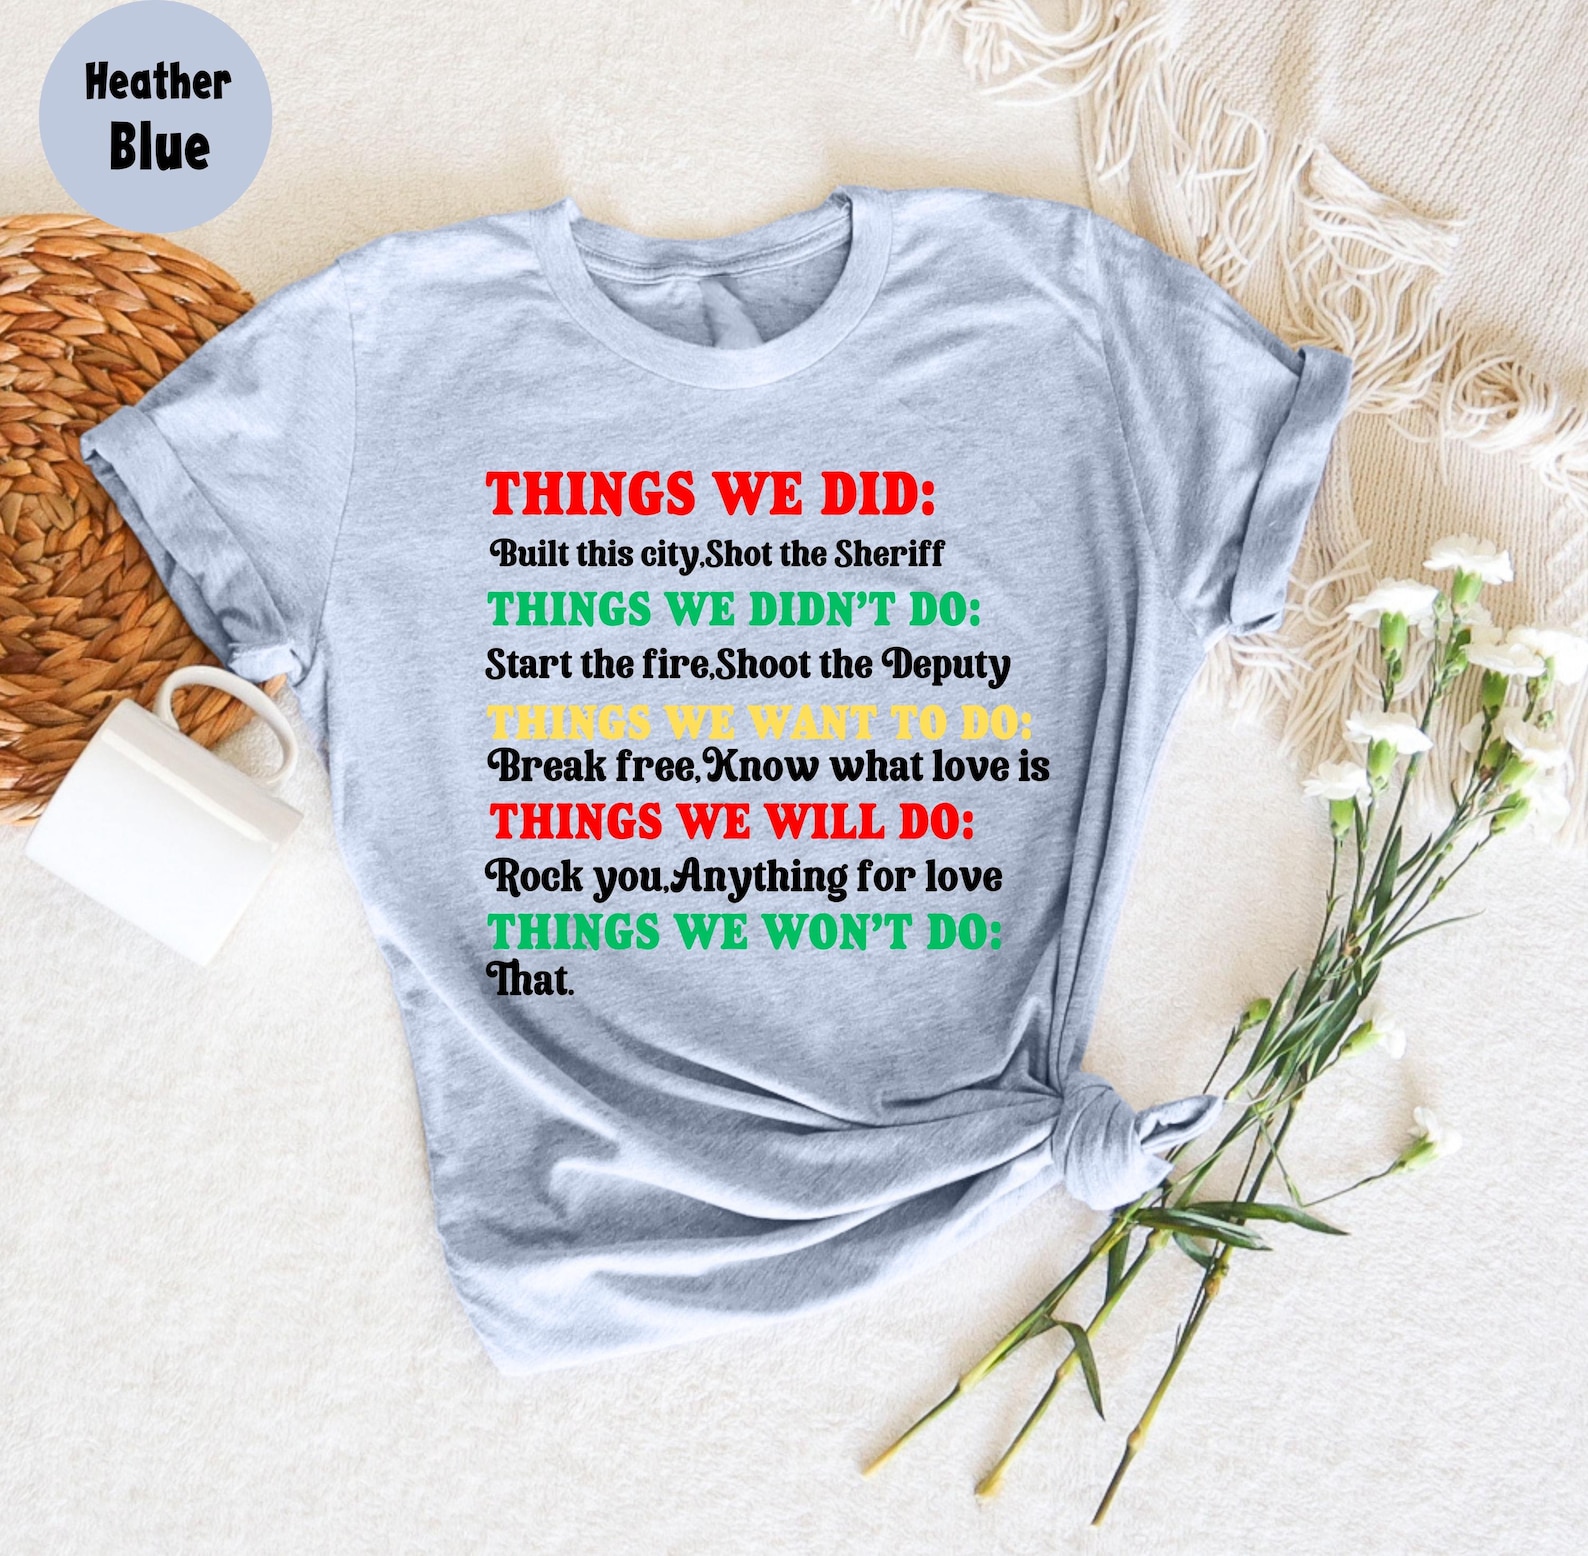 Heather
Blue
THINGS WE DID:
Built this city,Shot the Sheriff
THINGS WE DIDN'T DO:
Start the fire,Shoot the Deputy
THINGS WE WANT TO DO:
Break free,Know what love is
THINGS WE WILL DO:
Rock you,Anything for love
THINGS WE WON'T DO:
That.